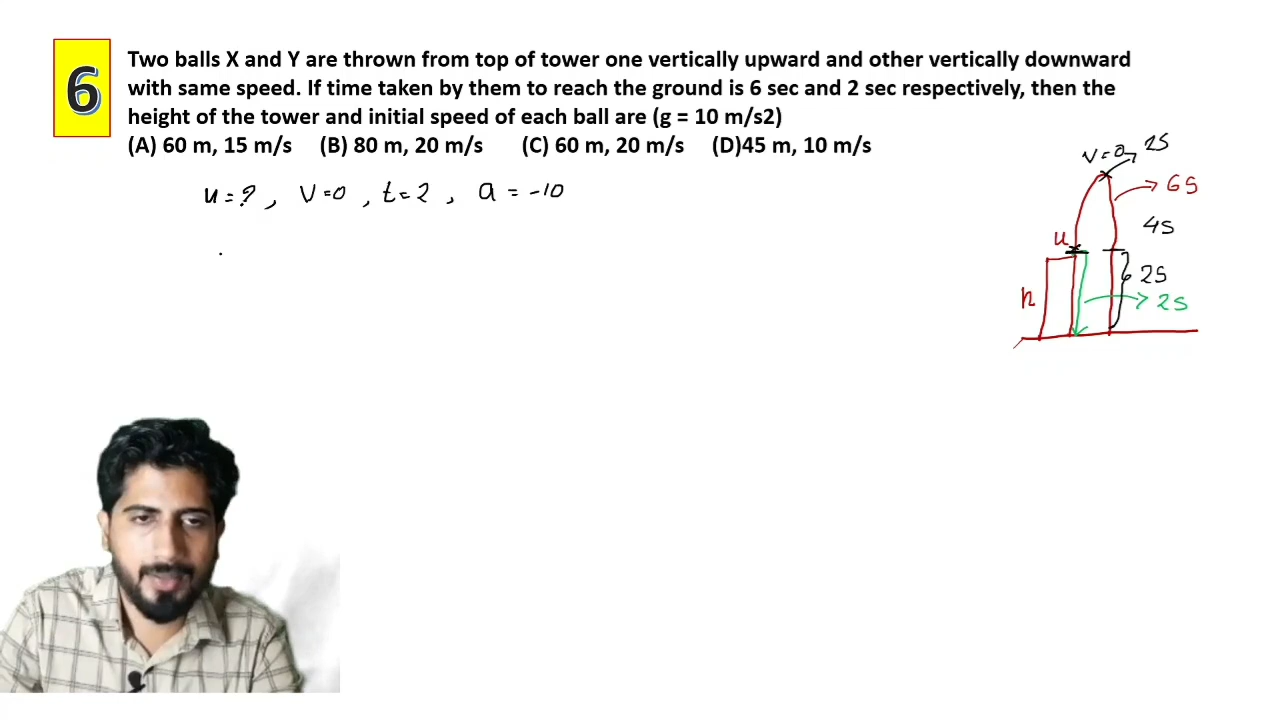 6
Two balls X and Y are thrown from top of tower one vertically upward and other vertically downward
with same speed. If time taken by them to reach the ground is 6 sec and 2 sec respectively, then the
height of the tower and initial speed of each ball are (g = 10 m/s2)
(A) 60 m, 15 m/s (B) 80 m, 20 m/s (C) 60 m, 20 m/s (D)45 m, 10 m/s
u = ? , V = 0 , t = 2 , a = -10
V = 0 2S
6S
4S
u
2S
h
2S